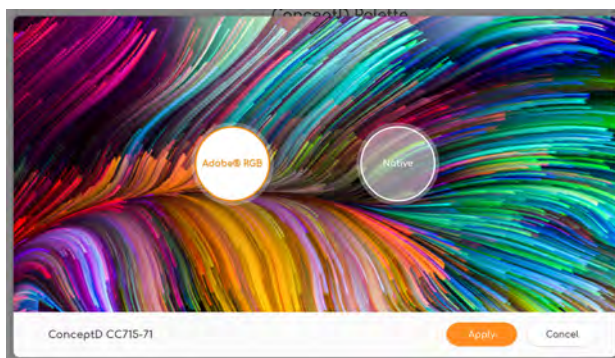 ConceptD Palette
Adobe® RGB
Native
ConceptD CC715-71
Apply
Cancel